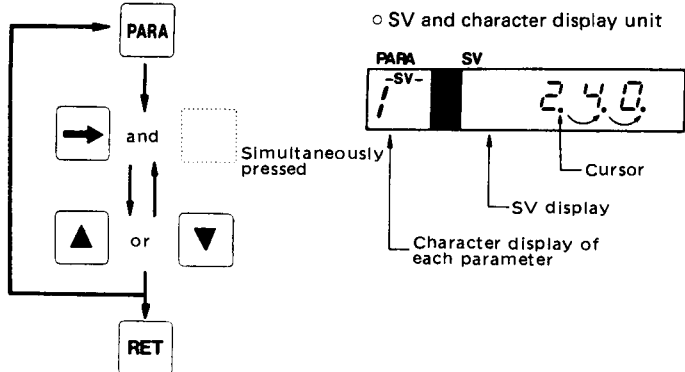 PARA
and
Simultaneously
pressed
or
RET
○ SV and character display unit
PARA SV
-SV-
1 2.4.0.
Cursor
SV display
Character display of
each parameter